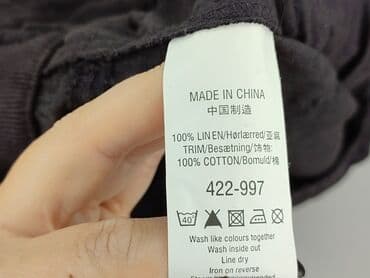 MADE IN CHINA
中国制造
100% LINEN/Hørlærred/亚麻
TRIM/Besætning/饰物:
100% COTTON/Bomuld/棉
422-997
40
Wash like colours together
Wash inside out
Line dry
Iron on reverse